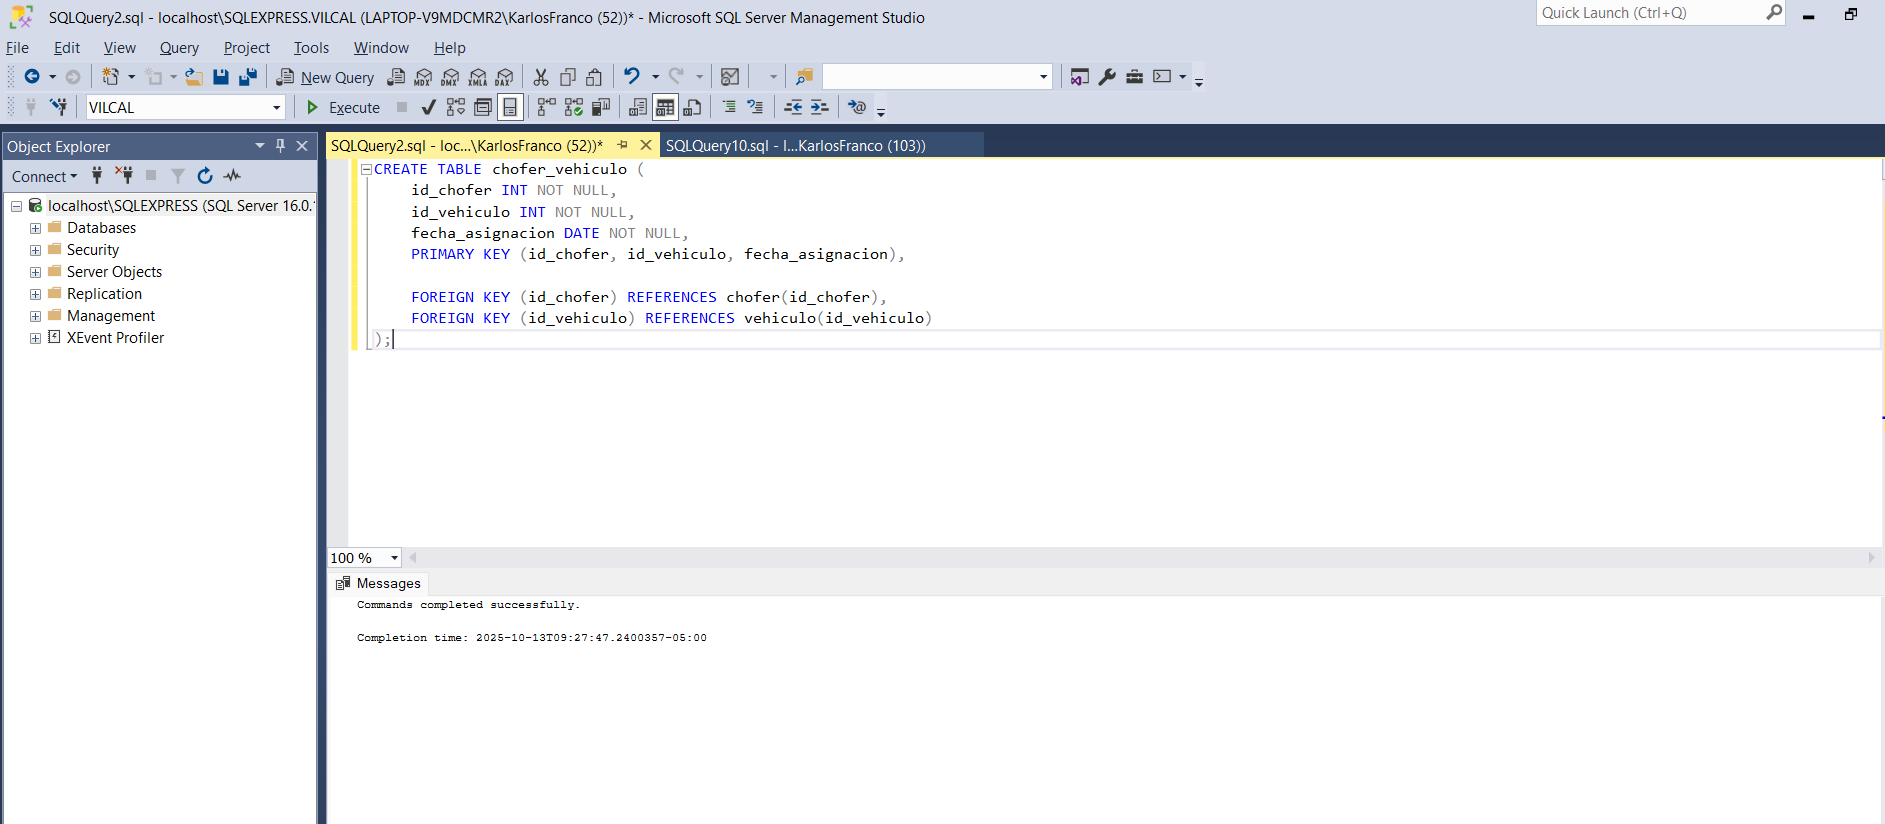 SQLQuery2.sql - localhost\SQLEXPRESS.VILCAL (LAPTOP-V9MDCMR2\KarlosFranco (52))* - Microsoft SQL Server Management Studio
Quick Launch (Ctrl+Q)
File Edit View Query Project Tools Window Help
New Query MDX DMX XMLA DAX
VILCAL Execute
Object Explorer
SQLQuery2.sql - loc...\KarlosFranco (52))* SQLQuery10.sql - l...KarlosFranco (103))
Connect
localhost\SQLEXPRESS (SQL Server 16.0.
Databases
Security
Server Objects
Replication
Management
XEvent Profiler
CREATE TABLE chofer_vehiculo (
id_chofer INT NOT NULL,
id_vehiculo INT NOT NULL,
fecha_asignacion DATE NOT NULL,
PRIMARY KEY (id_chofer, id_vehiculo, fecha_asignacion),
FOREIGN KEY (id_chofer) REFERENCES chofer(id_chofer),
FOREIGN KEY (id_vehiculo) REFERENCES vehiculo(id_vehiculo)
);
100 %
Messages
Commands completed successfully.
Completion time: 2025-10-13T09:27:47.2400357-05:00